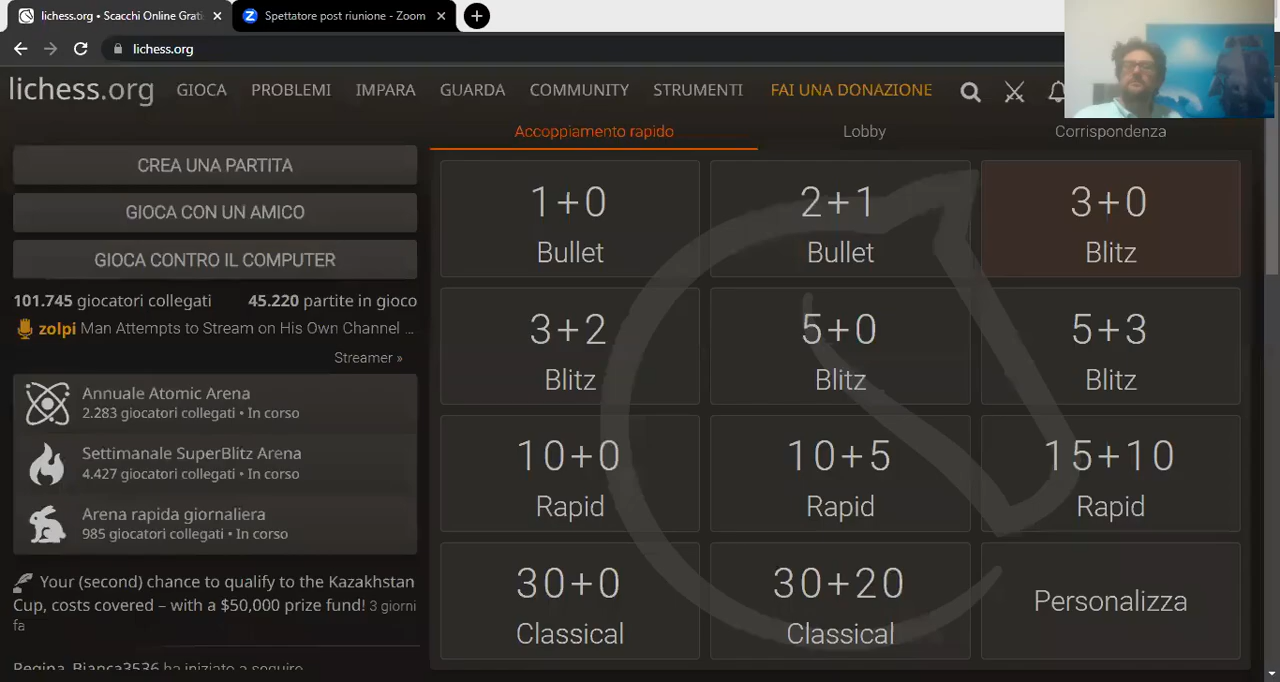 lichess.org • Scacchi Online Grati
Spettatore post riunione - Zoom
lichess.org
lichess.org
GIOCA
PROBLEMI
IMPARA
GUARDA
COMMUNITY
STRUMENTI
FAI UNA DONAZIONE
Accoppiamento rapido
Lobby
Corrispondenza
CREA UNA PARTITA
GIOCA CON UN AMICO
GIOCA CONTRO IL COMPUTER
101.745 giocatori collegati
45.220 partite in gioco
zolpi Man Attempts to Stream on His Own Channel ...
Streamer »
Annuale Atomic Arena
2.283 giocatori collegati • In corso
Settimanale SuperBlitz Arena
4.427 giocatori collegati • In corso
Arena rapida giornaliera
985 giocatori collegati • In corso
Your (second) chance to qualify to the Kazakhstan
Cup, costs covered – with a $50,000 prize fund! 3 giorni
fa
Regina, Bianca3536 ha iniziato a seguire
1+0
Bullet
2+1
Bullet
3+0
Blitz
3+2
Blitz
5+0
Blitz
5+3
Blitz
10+0
Rapid
10+5
Rapid
15+10
Rapid
30+0
Classical
30+20
Classical
Personalizza